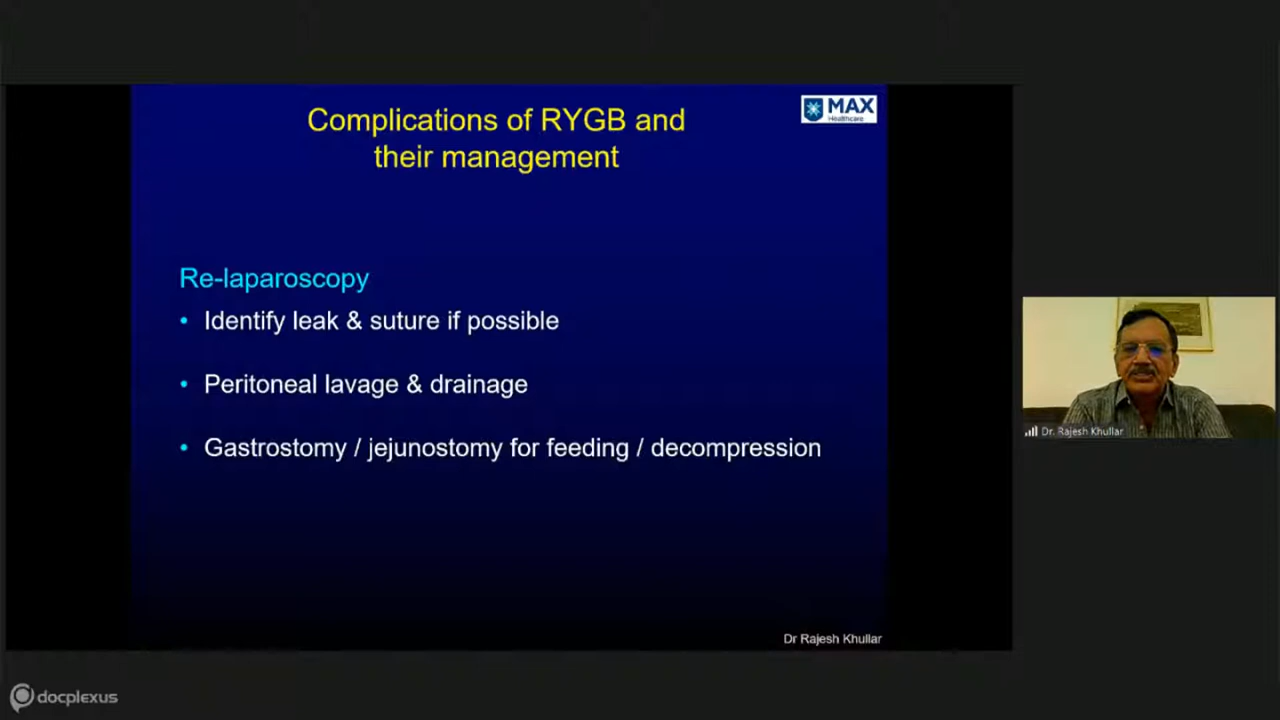 Complications of RYGB and
their management
MAX
Healthcare
Re-laparoscopy
• Identify leak & suture if possible
• Peritoneal lavage & drainage
• Gastrostomy / jejunostomy for feeding / decompression
Dr. Rajesh Khullar
Dr Rajesh Khullar
docplexus